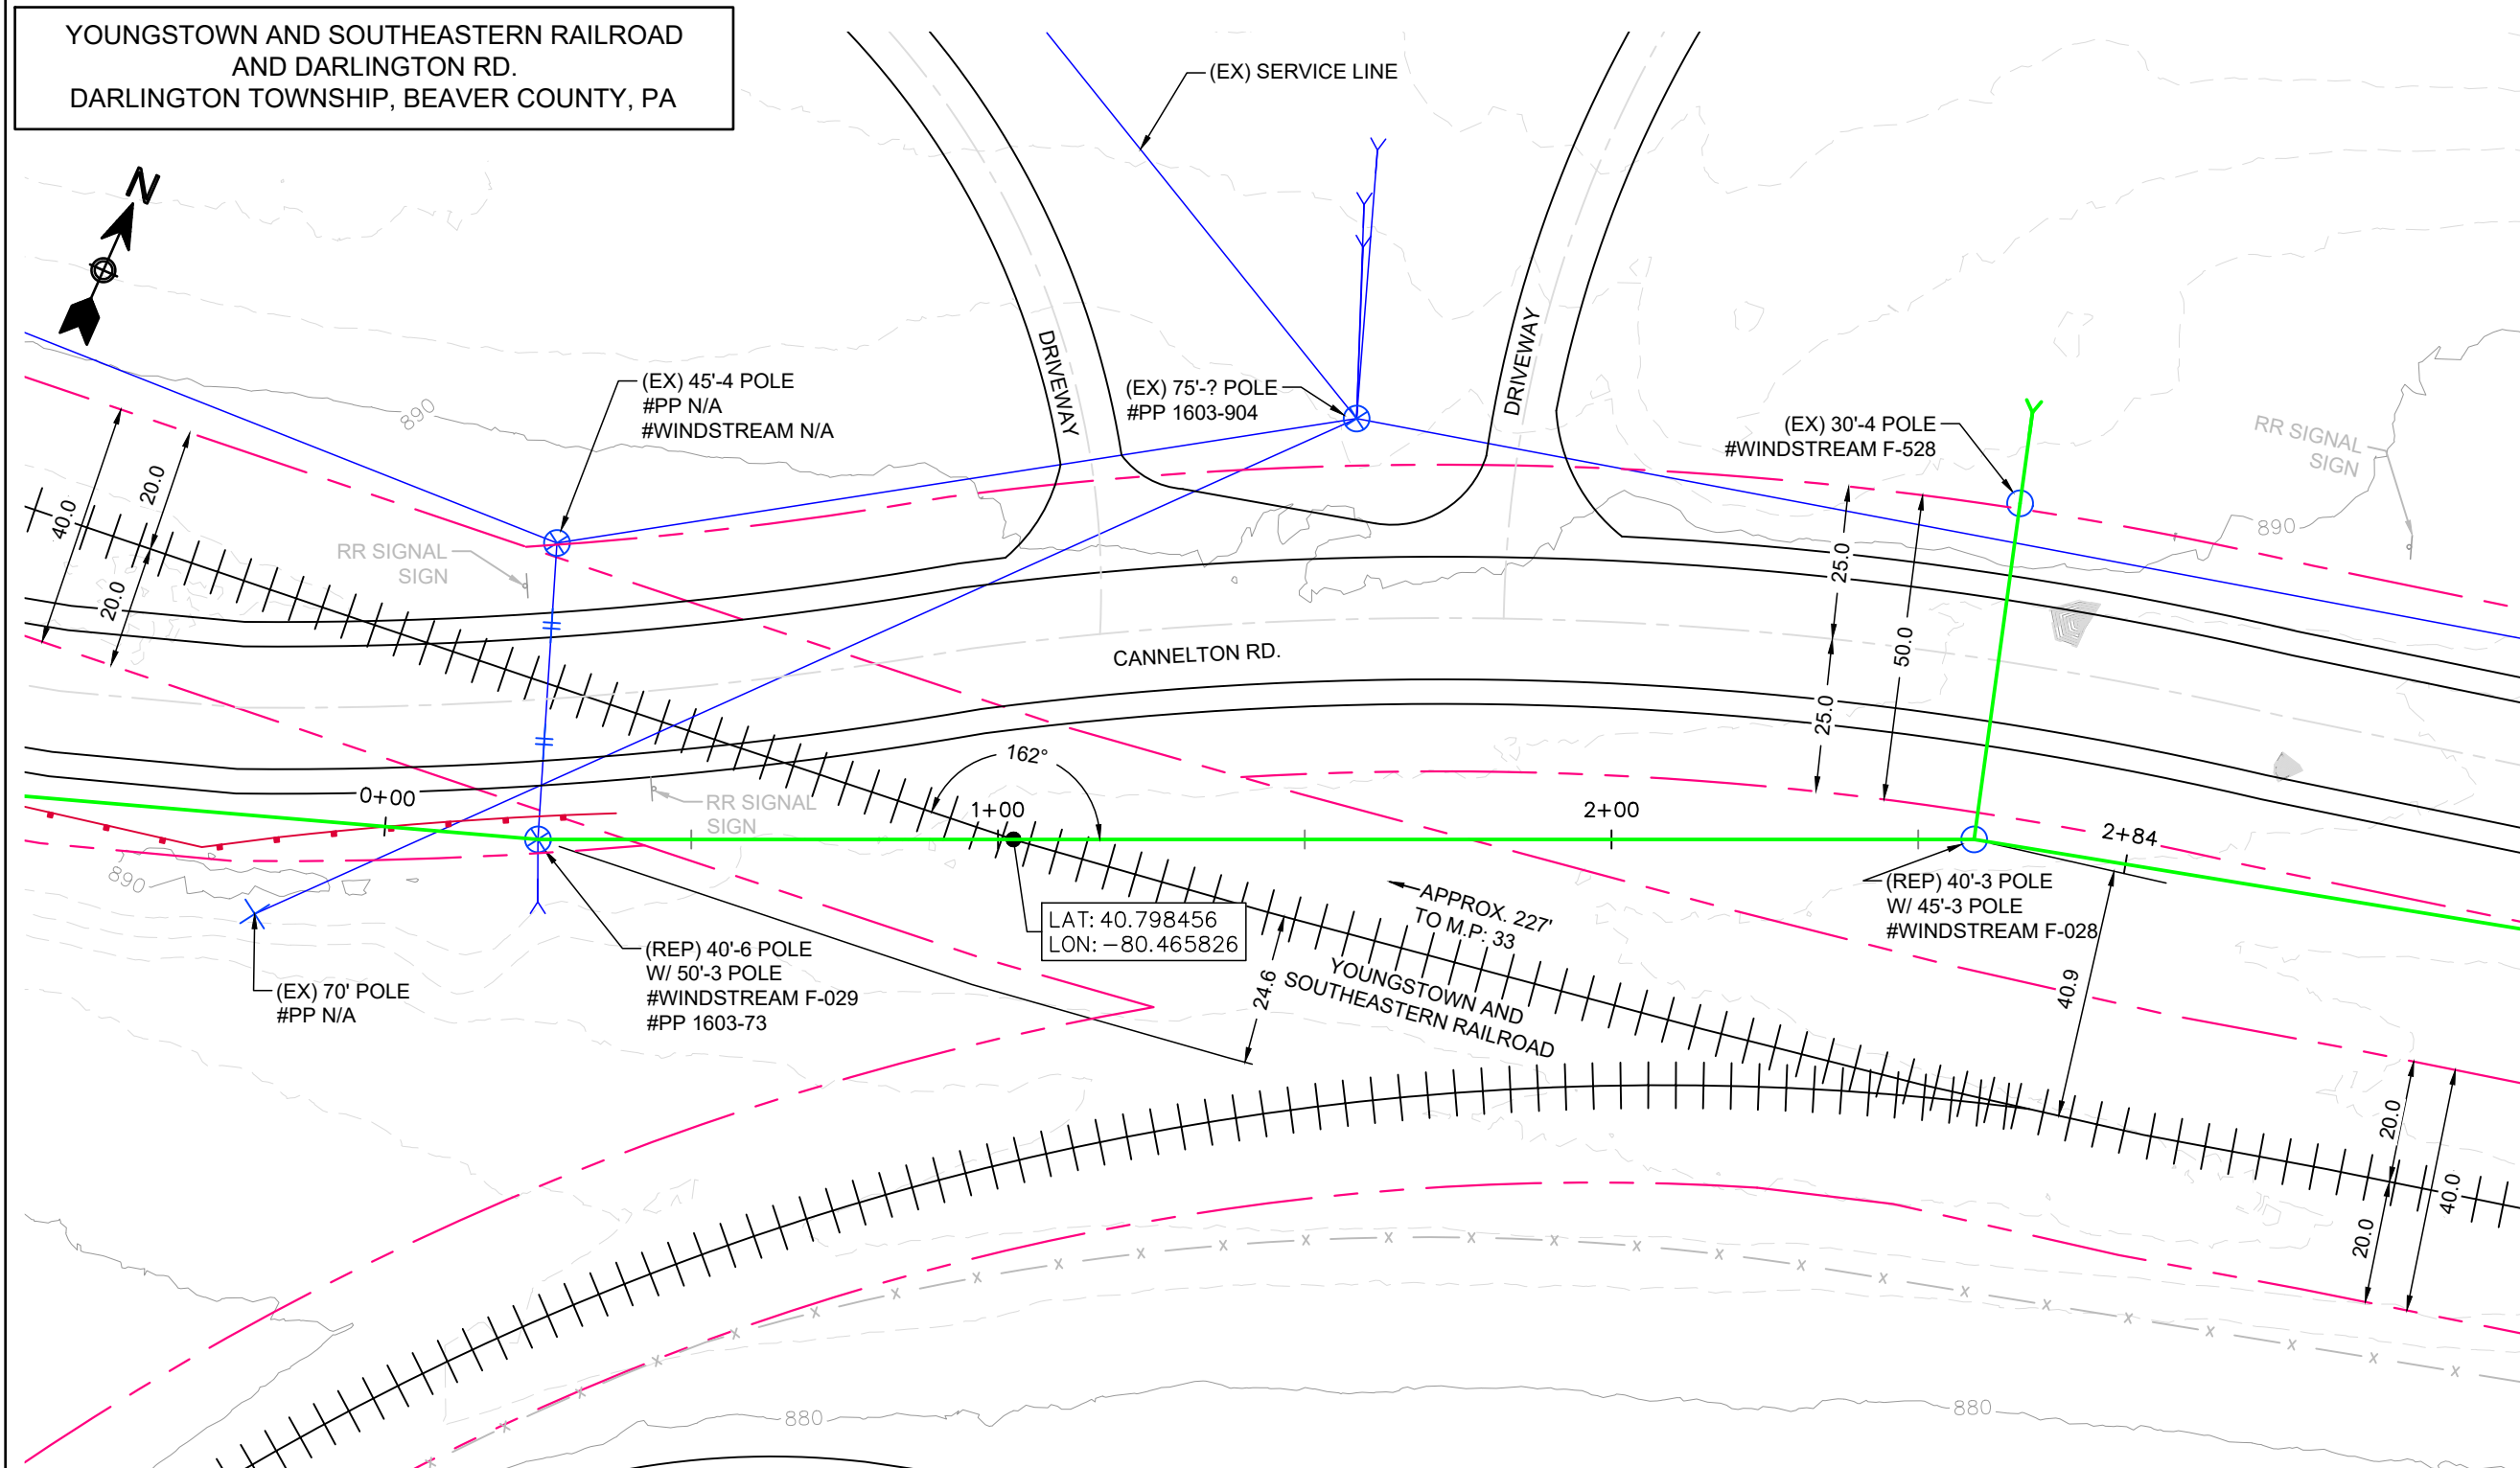 YOUNGSTOWN AND SOUTHEASTERN RAILROAD
AND DARLINGTON RD.
DARLINGTON TOWNSHIP, BEAVER COUNTY, PA
N
(EX) SERVICE LINE
(EX) 45'-4 POLE
#PP N/A
#WINDSTREAM N/A
DRIVEWAY
(EX) 75'-? POLE
#PP 1603-904
DRIVEWAY
(EX) 30'-4 POLE
#WINDSTREAM F-528
RR SIGNAL
SIGN
890
890
40.0
20.0
20.0
RR SIGNAL
SIGN
25.0
50.0
25.0
CANNELTON RD.
162°
0+00
RR SIGNAL
SIGN
1+00
2+00
2+84
890
LAT: 40.798456
LON: −80.465826
APPROX. 227'
TO M.P: 33
YOUNGSTOWN AND
SOUTHEASTERN RAILROAD
24.6
(REP) 40'-3 POLE
W/ 45'-3 POLE
#WINDSTREAM F-028
40.9
(EX) 70' POLE
#PP N/A
(REP) 40'-6 POLE
W/ 50'-3 POLE
#WINDSTREAM F-029
#PP 1603-73
20.0
40.0
20.0
x x x x x x x x x x x x x x x x x x x x x x x x x x
880
880